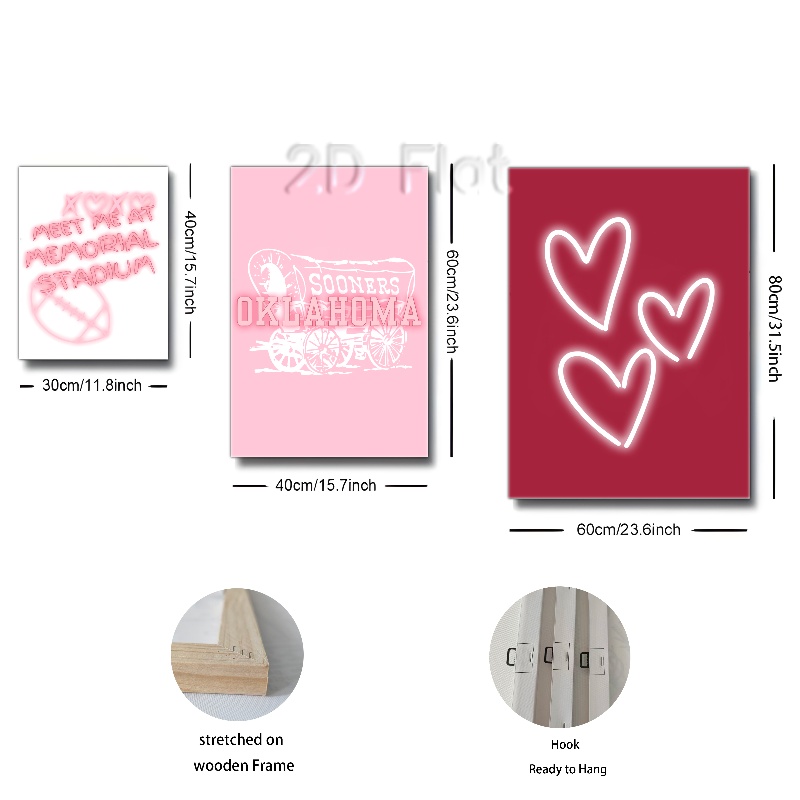 2D Flat
XOXO
MEET ME AT
MEMORIAL
STADIUM
40cm/15.7inch
30cm/11.8inch
SOONERS
OKLAHOMA
60cm/23.6inch
40cm/15.7inch
80cm/31.5inch
60cm/23.6inch
stretched on
wooden Frame
Hook
Ready to Hang